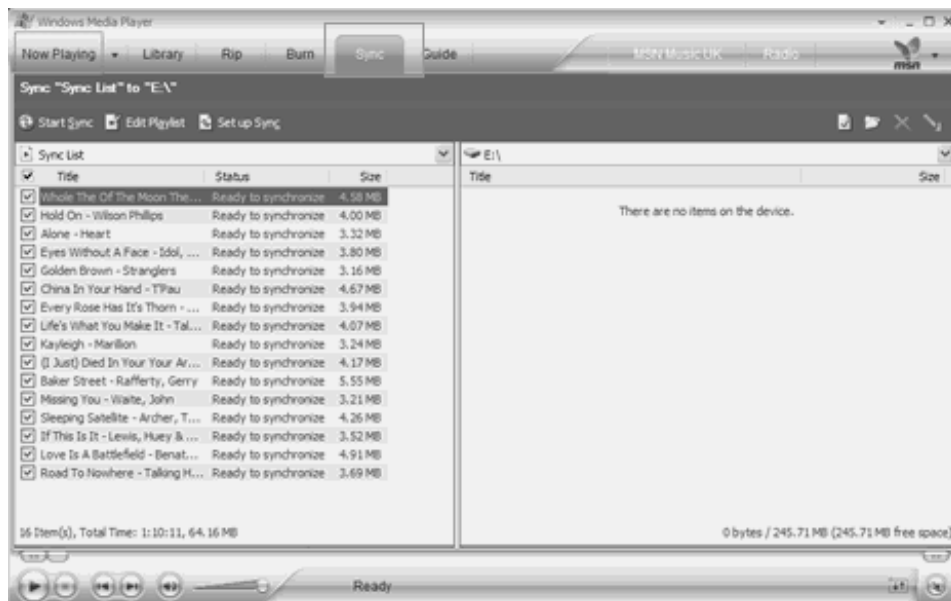 Windows Media Player
Now Playing Library Rip Burn Sync Guide MSN Music UK Radio msn
Sync "Sync List" to "E:\"
Start Sync Edit Playlist Set up Sync
Sync List E:\
Title Status Size Title Size
Whole The Of The Moon The... Ready to synchronize 4.58 MB
There are no items on the device.
Hold On - Wilson Phillips Ready to synchronize 4.00 MB
Alone - Heart Ready to synchronize 3.32 MB
Eyes Without A Face - Idol, ... Ready to synchronize 3.80 MB
Golden Brown - Stranglers Ready to synchronize 3.16 MB
China In Your Hand - T'Pau Ready to synchronize 4.67 MB
Every Rose Has It's Thorn - ... Ready to synchronize 3.94 MB
Life's What You Make It - Tal... Ready to synchronize 4.07 MB
Kayleigh - Marillion Ready to synchronize 3.24 MB
(I Just) Died In Your Your Ar... Ready to synchronize 4.17 MB
Baker Street - Rafferty, Gerry Ready to synchronize 5.55 MB
Missing You - Waite, John Ready to synchronize 3.21 MB
Sleeping Satellite - Archer, T... Ready to synchronize 4.26 MB
If This Is It - Lewis, Huey & ... Ready to synchronize 3.52 MB
Love Is A Battlefield - Benat... Ready to synchronize 4.91 MB
Road To Nowhere - Talking H... Ready to synchronize 3.69 MB
16 Item(s), Total Time: 1:10:11, 64.16 MB 0 bytes / 245.71 MB (245.71 MB free space)
Ready